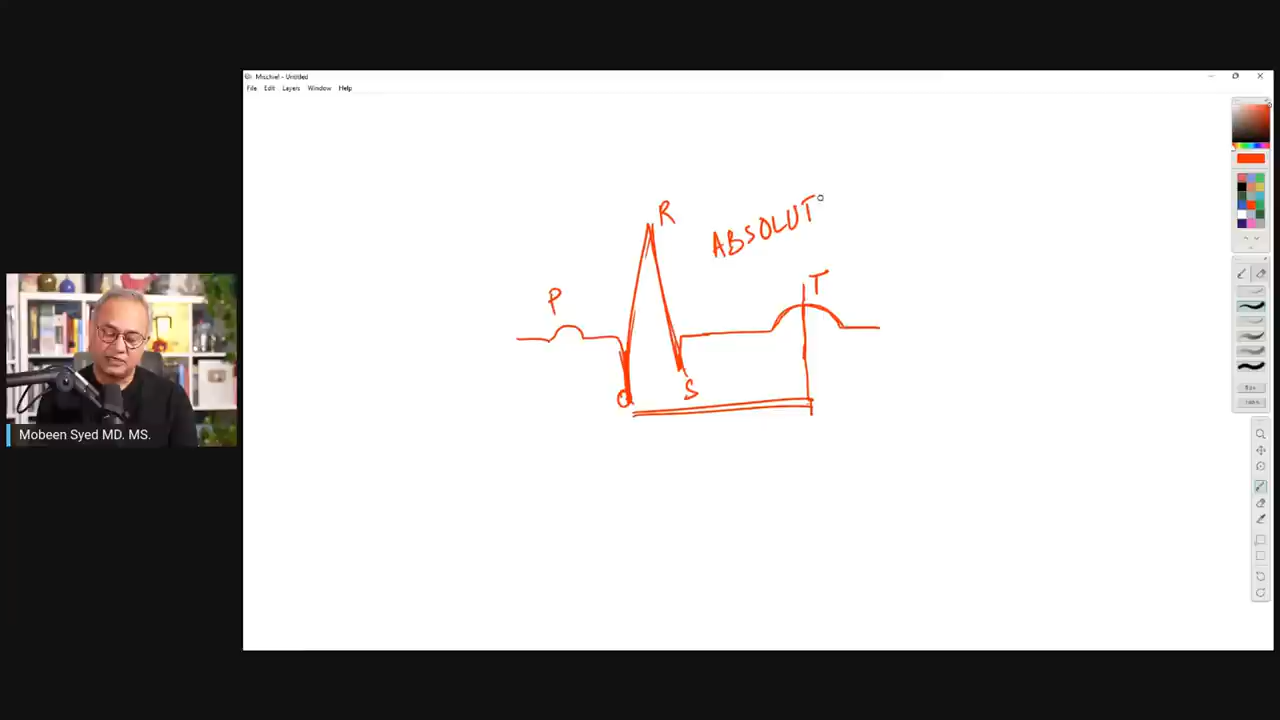 Mischief - Untitled
File Edit Layers Window Help
R
ABSOLUT
P
T
Q
S
Mobeen Syed MD. MS.